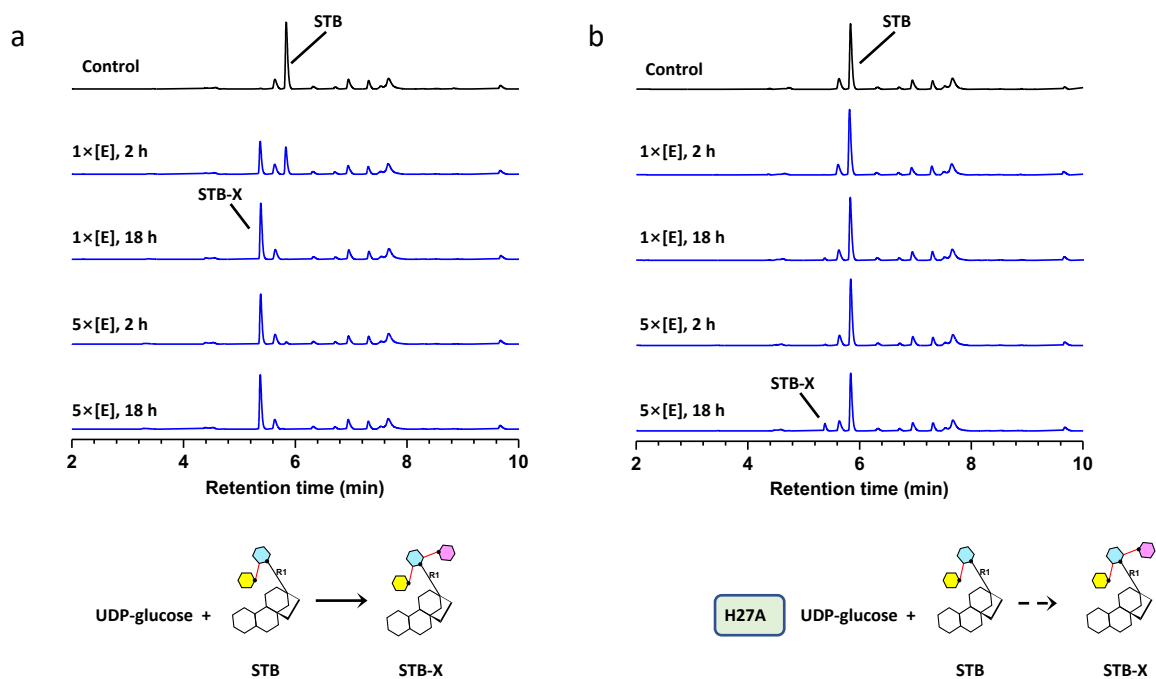 a
STB
Control
1×[E], 2 h
STB-X
1×[E], 18 h
5×[E], 2 h
5×[E], 18 h
2 4 6 8 10
Retention time (min)
R1
R1
UDP-glucose +
STB
STB-X
b
STB
Control
1×[E], 2 h
1×[E], 18 h
5×[E], 2 h
STB-X
5×[E], 18 h
2 4 6 8 10
Retention time (min)
R1
R1
H27A
UDP-glucose +
STB
STB-X